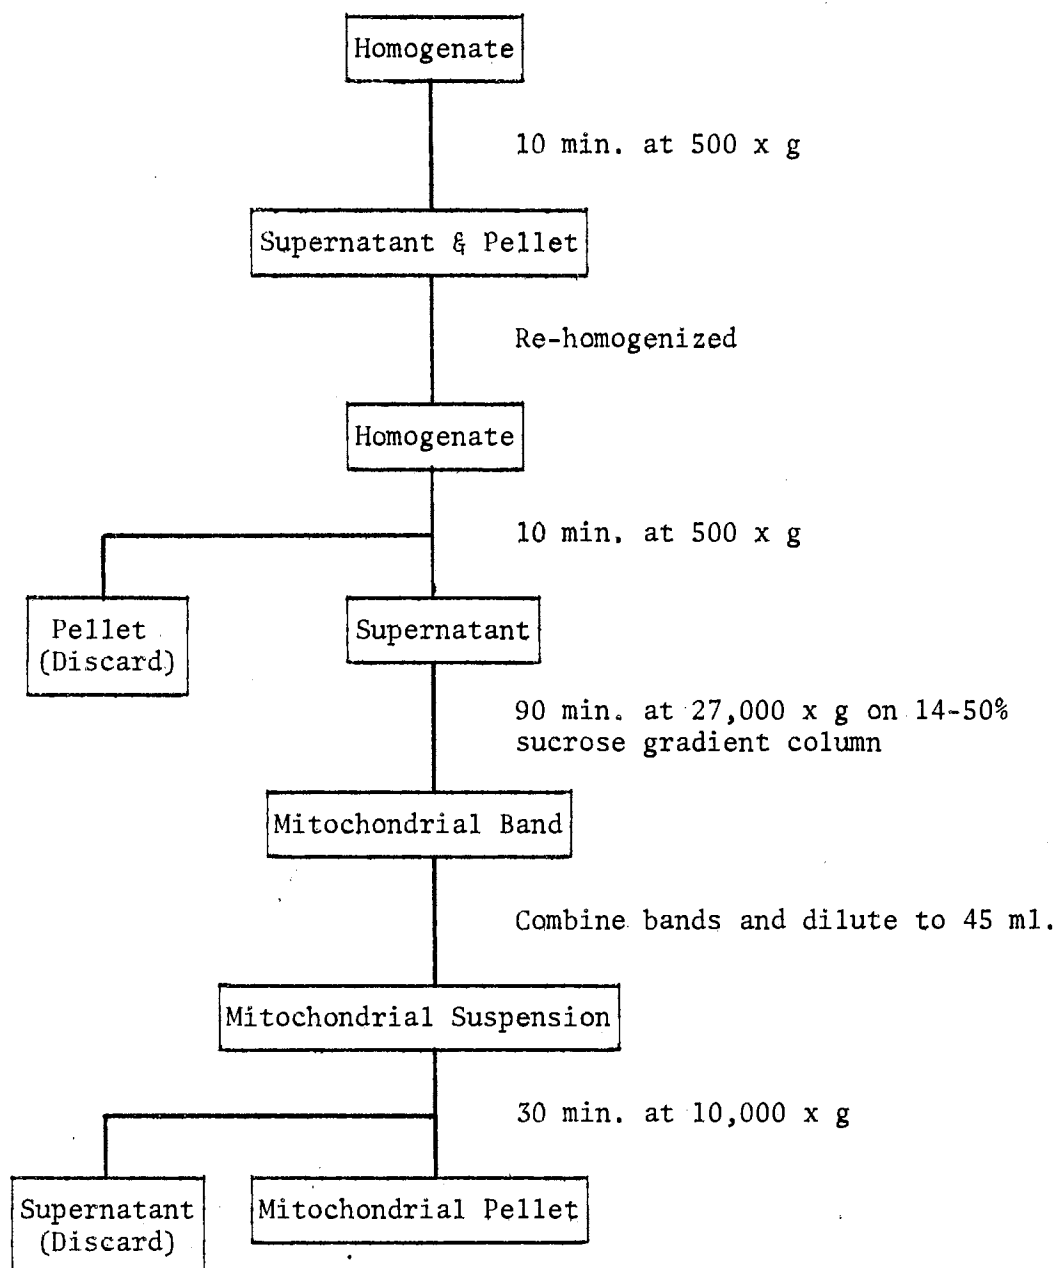 Homogenate
10 min. at 500 x g
Supernatant & Pellet
Re-homogenized
Homogenate
10 min. at 500 x g
Pellet
(Discard)
Supernatant
90 min. at 27,000 x g on 14-50%
sucrose gradient column
Mitochondrial Band
Combine bands and dilute to 45 ml.
Mitochondrial Suspension
30 min. at 10,000 x g
Supernatant
(Discard)
Mitochondrial Pellet